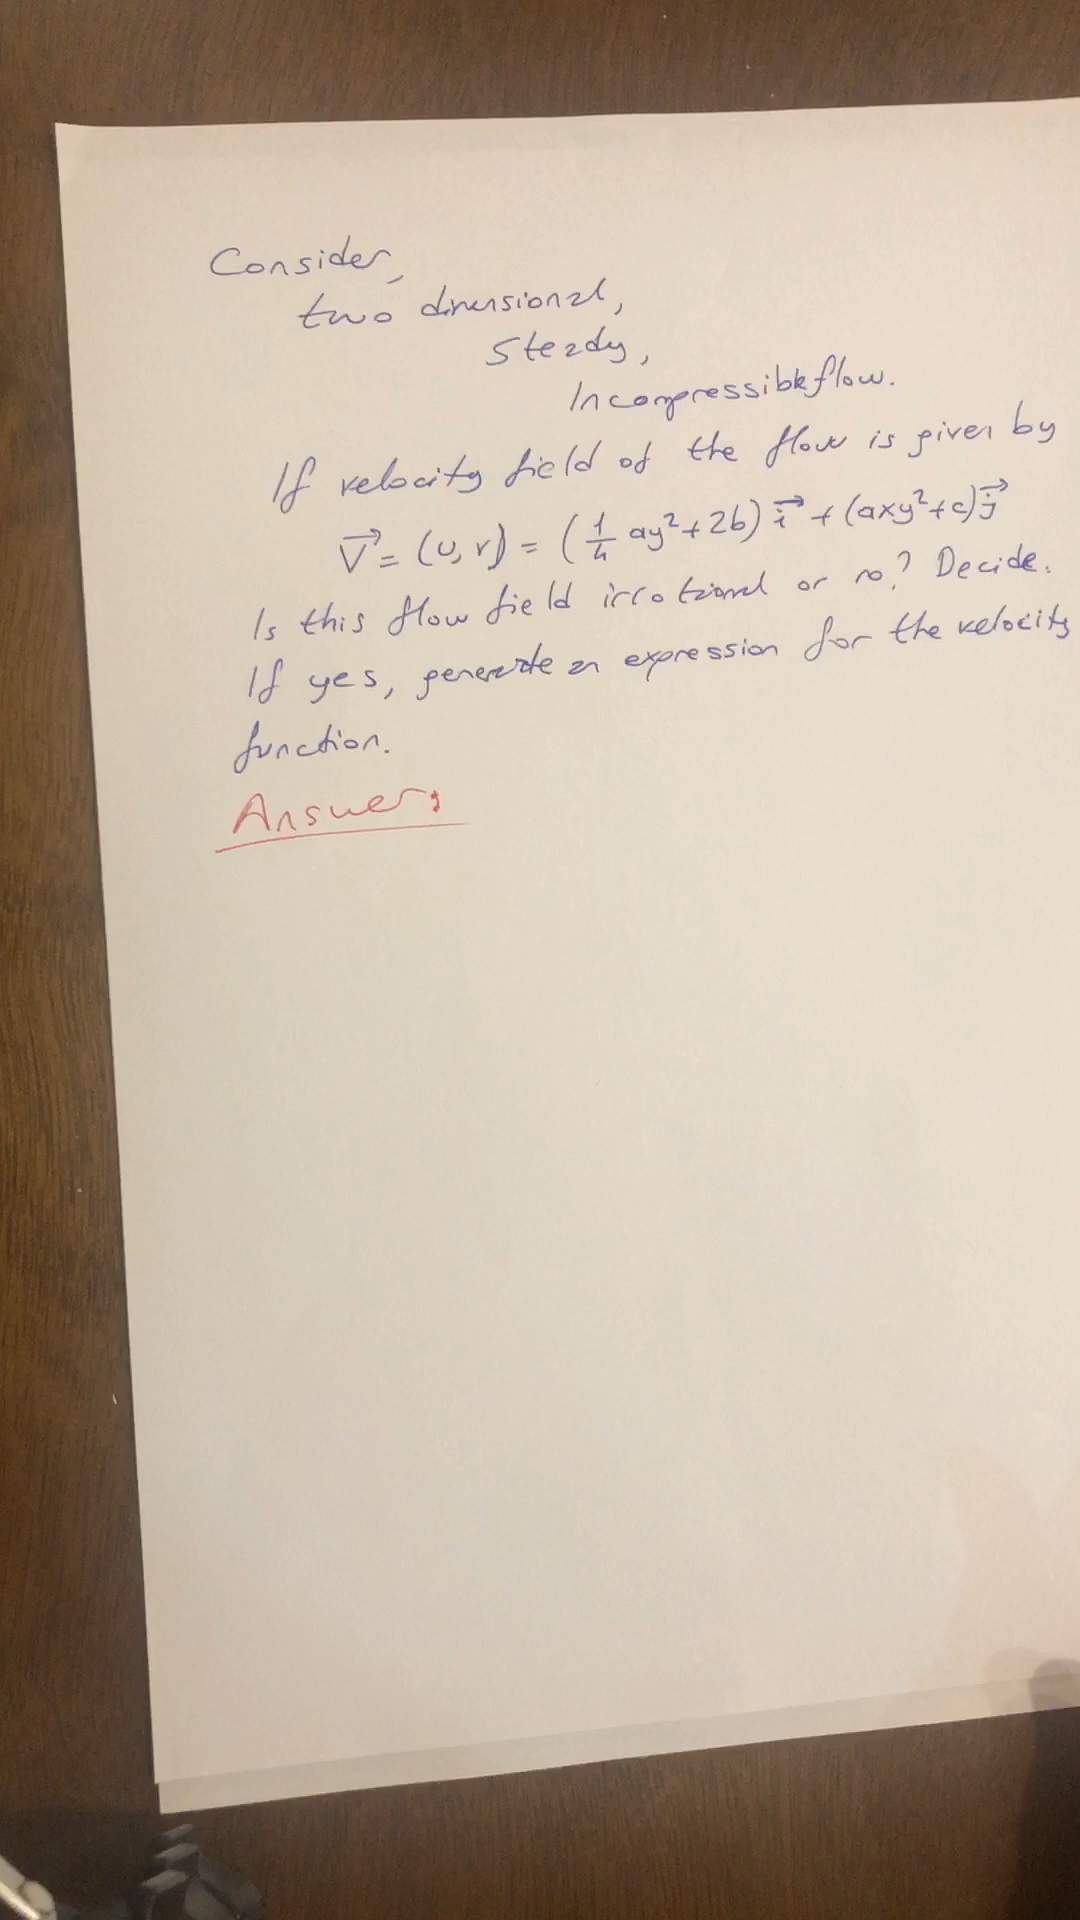 Consider,
two dimensional,
steady,
Incompressible flow.
If velocity field of the flow is given by
V⃗ = (u, v) = (1/4 ay² + 2b) i⃗ + (axy² + c) j⃗
Is this flow field irrotional or no? Decide.
If yes, generate an expression for the velocity
function.
Answer: